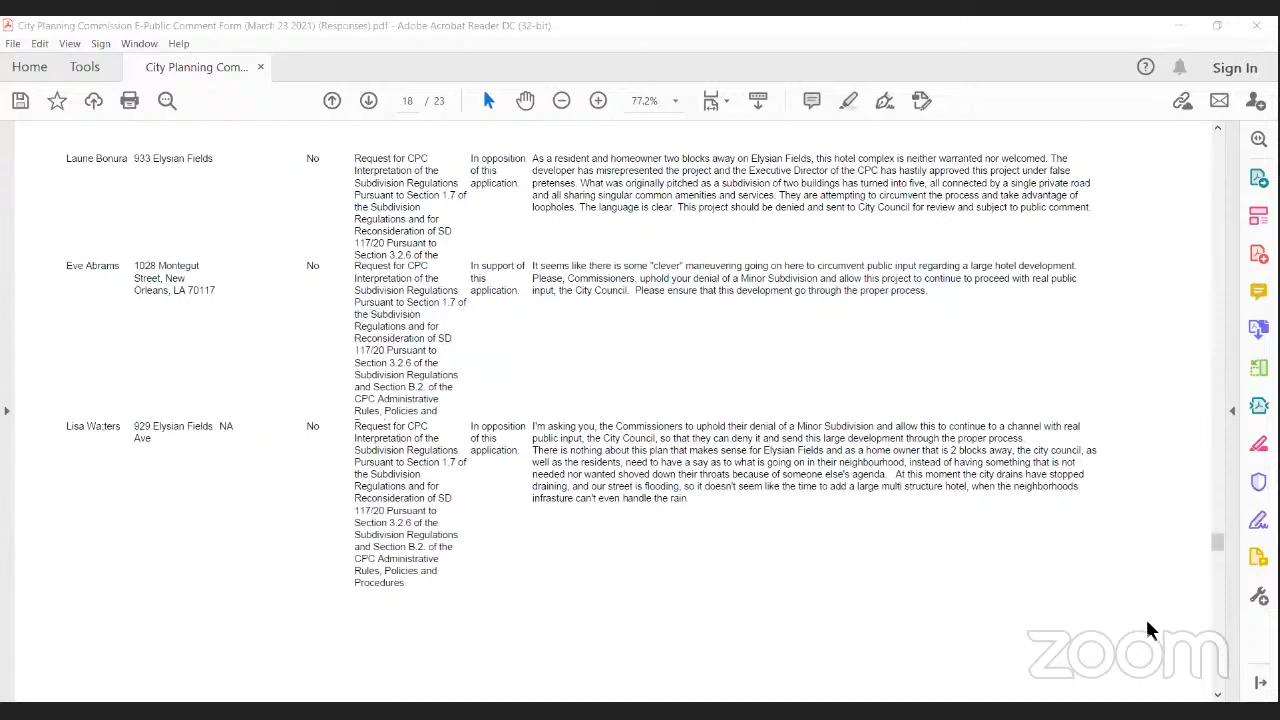 City Planning Commission E-Public Comment Form (March 23 2021) (Responses).pdf - Adobe Acrobat Reader DC (32-bit)
File Edit View Sign Window Help
Home Tools City Planning Com... × Sign In
18 / 23 77.2%
Laurie Bonura 933 Elysian Fields No
Request for CPC
Interpretation of the
Subdivision Regulations
Pursuant to Section 1.7 of
the Subdivision
Regulations and for
Reconsideration of SD
117/20 Pursuant to
Section 3.2.6 of the
In opposition
of this
application.
As a resident and homeowner two blocks away on Elysian Fields, this hotel complex is neither warranted nor welcomed. The
developer has misrepresented the project and the Executive Director of the CPC has hastily approved this project under false
pretenses. What was originally pitched as a subdivision of two buildings has turned into five, all connected by a single private road
and all sharing singular common amenities and services. They are attempting to circumvent the process and take advantage of
loopholes. The language is clear. This project should be denied and sent to City Council for review and subject to public comment.
Eve Abrams
1028 Montegut
Street, New
Orleans, LA 70117
No
Request for CPC
Interpretation of the
Subdivision Regulations
Pursuant to Section 1.7 of
the Subdivision
Regulations and for
Reconsideration of SD
117/20 Pursuant to
Section 3.2.6 of the
Subdivision Regulations
and Section B.2. of the
CPC Administrative
Rules, Policies and
In support of
this
application.
It seems like there is some "clever" maneuvering going on here to circumvent public input regarding a large hotel development.
Please, Commissioners, uphold your denial of a Minor Subdivision and allow this project to continue to proceed with real public
input, the City Council. Please ensure that this development go through the proper process.
Lisa Walters
929 Elysian Fields
Ave
NA
No
Request for CPC
Interpretation of the
Subdivision Regulations
Pursuant to Section 1.7 of
the Subdivision
Regulations and for
Reconsideration of SD
117/20 Pursuant to
Section 3.2.6 of the
Subdivision Regulations
and Section B.2. of the
CPC Administrative
Rules, Policies and
Procedures
In opposition
of this
application.
I'm asking you, the Commissioners to uphold their denial of a Minor Subdivision and allow this to continue to a channel with real
public input, the City Council, so that they can deny it and send this large development through the proper process.
There is nothing about this plan that makes sense for Elysian Fields and as a home owner that is 2 blocks away, the city council, as
well as the residents, need to have a say as to what is going on in their neighbourhood, instead of having something that is not
needed nor wanted shoved down their throats because of someone else's agenda. At this moment the city drains have stopped
draining, and our street is flooding, so it doesn't seem like the time to add a large multi structure hotel, when the neighborhoods
infrasture can't even handle the rain.
zoom